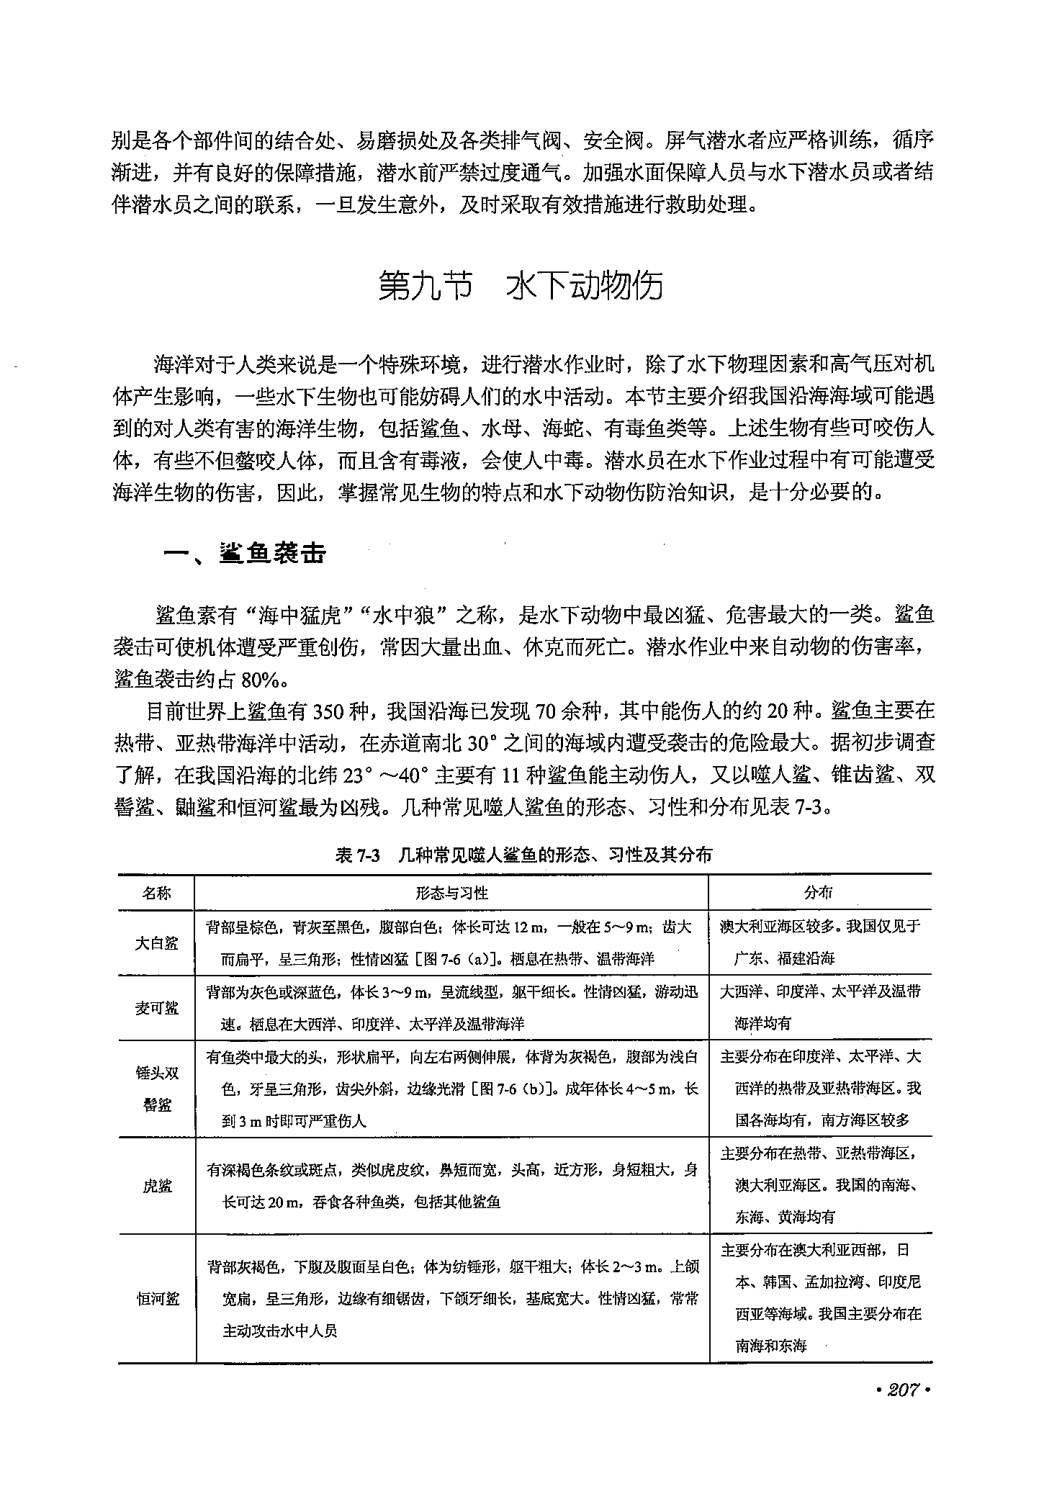 别是各个部件间的结合处、易磨损处及各类排气阀、安全阀。屏气潜水者应严格训练，循序
渐进，并有良好的保障措施，潜水前严禁过度通气。加强水面保障人员与水下潜水员或者结
伴潜水员之间的联系，一旦发生意外，及时采取有效措施进行救助处理。
第九节 水下动物伤
海洋对于人类来说是一个特殊环境，进行潜水作业时，除了水下物理因素和高气压对机
体产生影响，一些水下生物也可能妨碍人们的水中活动。本节主要介绍我国沿海海域可能遇
到的对人类有害的海洋生物，包括鲨鱼、水母、海蛇、有毒鱼类等。上述生物有些可咬伤人
体，有些不但螫咬人体，而且含有毒液，会使人中毒。潜水员在水下作业过程中有可能遭受
海洋生物的伤害，因此，掌握常见生物的特点和水下动物伤防治知识，是十分必要的。
一、鲨鱼袭击
鲨鱼素有“海中猛虎”“水中狼”之称，是水下动物中最凶猛、危害最大的一类。鲨鱼
袭击可使机体遭受严重创伤，常因大量出血、休克而死亡。潜水作业中来自动物的伤害率，
鲨鱼袭击约占80%。
目前世界上鲨鱼有350种，我国沿海已发现70余种，其中能伤人的约20种。鲨鱼主要在
热带、亚热带海洋中活动，在赤道南北30°之间的海域内遭受袭击的危险最大。据初步调查
了解，在我国沿海的北纬23°～40°主要有11种鲨鱼能主动伤人，又以噬人鲨、锥齿鲨、双
髻鲨、鼬鲨和恒河鲨最为凶残。几种常见噬人鲨鱼的形态、习性和分布见表7-3。
表7-3 几种常见噬人鲨鱼的形态、习性及其分布
名称 形态与习性 分布
大白鲨
背部呈棕色，背灰至黑色，腹部白色；体长可达12 m，一般在5～9 m；齿大
而扁平，呈三角形；性情凶猛［图7-6（a）］。栖息在热带、温带海洋
澳大利亚海区较多。我国仅见于
广东、福建沿海
麦可鲨
背部为灰色或深蓝色，体长3～9 m，呈流线型，躯干细长。性情凶猛，游动迅
速。栖息在大西洋、印度洋、太平洋及温带海洋
大西洋、印度洋、太平洋及温带
海洋均有
锤头双
髻鲨
有鱼类中最大的头，形状扁平，向左右两侧伸展，体背为灰褐色，腹部为浅白
色，牙呈三角形，齿尖外斜，边缘光滑［图7-6（b）］。成年体长4～5 m，长
到3 m时即可严重伤人
主要分布在印度洋、太平洋、大
西洋的热带及亚热带海区。我
国各海均有，南方海区较多
虎鲨
有深褐色条纹或斑点，类似虎皮纹，鼻短而宽，头高，近方形，身短粗大，身
长可达20 m，吞食各种鱼类，包括其他鲨鱼
主要分布在热带、亚热带海区，
澳大利亚海区。我国的南海、
东海、黄海均有
恒河鲨
背部灰褐色，下腹及腹面呈白色；体为纺锤形，躯干粗大；体长2～3 m。上颌
宽扁，呈三角形，边缘有细锯齿，下颌牙细长，基底宽大。性情凶猛，常常
主动攻击水中人员
主要分布在澳大利亚西部，日
本、韩国、孟加拉湾、印度尼
西亚等海域。我国主要分布在
南海和东海
·207·